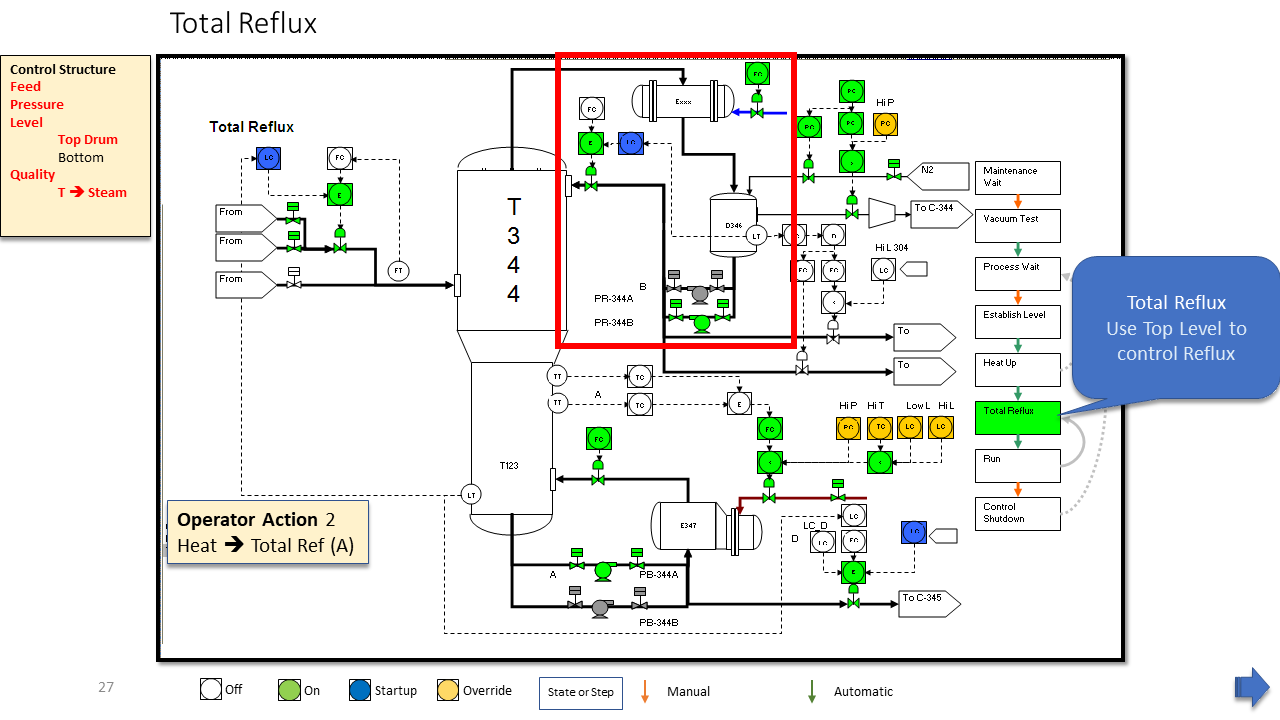 Total Reflux
Control Structure
Feed
Pressure
Level
Top Drum
Bottom
Quality
T → Steam
Total Reflux
LC
FC
E
From
From
From
FT
T
3
4
4
FC
E
LC
Exxx
FC
D346
LT
B
PR-344A
PR-344B
PC
PC
PC
Hi P
PC
N2
To C-344
FC
Hi L 304
LC
To
To
TT
TC
A
TT
TC
E
FC
Hi P
Hi T
Low L
Hi L
PC
TC
LC
LC
FC
T123
LT
E347
LC
LC_D
D
LC
FC
LC
E
A
PB-344A
PB-344B
To C-345
Maintenance
Wait
Vacuum Test
Process Wait
Establish Level
Heat Up
Total Reflux
Run
Control
Shutdown
Total Reflux
Use Top Level to
control Reflux
Operator Action 2
Heat → Total Ref (A)
27
Off
On
Startup
Override
State or Step
Manual
Automatic